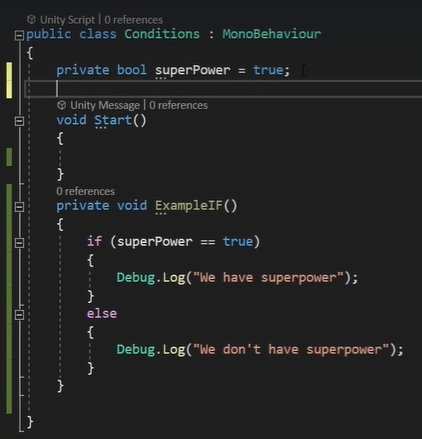 Unity Script | 0 references
public class Conditions : MonoBehaviour
{
private bool superPower = true;
Unity Message | 0 references
void Start()
{
}
0 references
private void ExampleIF()
{
if (superPower == true)
{
Debug.Log("We have superpower");
}
else
{
Debug.Log("We don't have superpower");
}
}
}